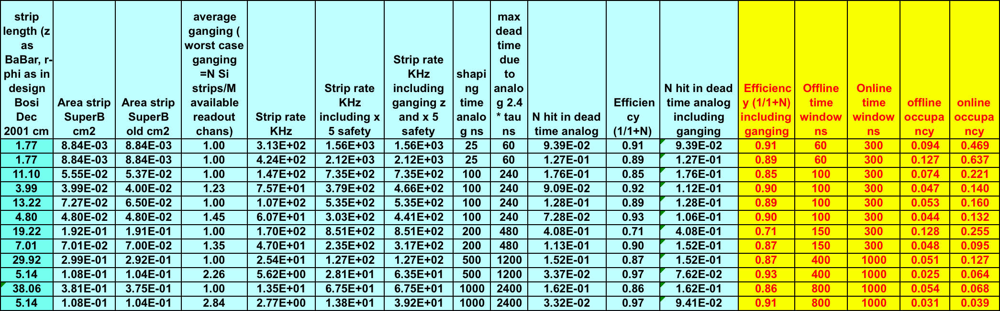 strip length (z as BaBar, r-phi as in design Bosi Dec 2001 cm | Area strip SuperB cm2 | Area strip SuperB old cm2 | average ganging ( worst case ganging =N Si strips/M available readout chans) | Strip rate KHz | Strip rate KHz including x 5 safety | Strip rate KHz including ganging z and x 5 safety | shaping time analog ns | max dead time due to analog 2.4 * tau ns | N hit in dead time analog | Efficiency (1/1+N) | N hit in dead time analog including ganging | Efficiency (1/1+N) including ganging | Offline time window ns | Online time window ns | offline occupancy | online occupancy
1.77 | 8.84E-03 | 8.84E-03 | 1.00 | 3.13E+02 | 1.56E+03 | 1.56E+03 | 25 | 60 | 9.39E-02 | 0.91 | 9.39E-02 | 0.91 | 60 | 300 | 0.094 | 0.469
1.77 | 8.84E-03 | 8.84E-03 | 1.00 | 4.24E+02 | 2.12E+03 | 2.12E+03 | 25 | 60 | 1.27E-01 | 0.89 | 1.27E-01 | 0.89 | 60 | 300 | 0.127 | 0.637
11.10 | 5.55E-02 | 5.37E-02 | 1.00 | 1.47E+02 | 7.35E+02 | 7.35E+02 | 100 | 240 | 1.76E-01 | 0.85 | 1.76E-01 | 0.85 | 100 | 300 | 0.074 | 0.221
3.99 | 3.99E-02 | 4.00E-02 | 1.23 | 7.57E+01 | 3.79E+02 | 4.66E+02 | 100 | 240 | 9.09E-02 | 0.92 | 1.12E-01 | 0.90 | 100 | 300 | 0.047 | 0.140
13.22 | 7.27E-02 | 6.50E-02 | 1.00 | 1.07E+02 | 5.35E+02 | 5.35E+02 | 100 | 240 | 1.28E-01 | 0.89 | 1.28E-01 | 0.89 | 100 | 300 | 0.053 | 0.160
4.80 | 4.80E-02 | 4.80E-02 | 1.45 | 6.07E+01 | 3.03E+02 | 4.41E+02 | 100 | 240 | 7.28E-02 | 0.93 | 1.06E-01 | 0.90 | 100 | 300 | 0.044 | 0.132
19.22 | 1.92E-01 | 1.91E-01 | 1.00 | 1.70E+02 | 8.51E+02 | 8.51E+02 | 200 | 480 | 4.08E-01 | 0.71 | 4.08E-01 | 0.71 | 150 | 300 | 0.128 | 0.255
7.01 | 7.01E-02 | 7.00E-02 | 1.35 | 4.70E+01 | 2.35E+02 | 3.17E+02 | 200 | 480 | 1.13E-01 | 0.90 | 1.52E-01 | 0.87 | 150 | 300 | 0.048 | 0.095
29.92 | 2.99E-01 | 2.92E-01 | 1.00 | 2.54E+01 | 1.27E+02 | 1.27E+02 | 500 | 1200 | 1.52E-01 | 0.87 | 1.52E-01 | 0.87 | 400 | 1000 | 0.051 | 0.127
5.14 | 1.08E-01 | 1.04E-01 | 2.26 | 5.62E+00 | 2.81E+01 | 6.35E+01 | 500 | 1200 | 3.37E-02 | 0.97 | 7.62E-02 | 0.93 | 400 | 1000 | 0.025 | 0.064
38.06 | 3.81E-01 | 3.75E-01 | 1.00 | 1.35E+01 | 6.75E+01 | 6.75E+01 | 1000 | 2400 | 1.62E-01 | 0.86 | 1.62E-01 | 0.86 | 800 | 1000 | 0.054 | 0.068
5.14 | 1.08E-01 | 1.04E-01 | 2.84 | 2.77E+00 | 1.38E+01 | 3.92E+01 | 1000 | 2400 | 3.32E-02 | 0.97 | 9.41E-02 | 0.91 | 800 | 1000 | 0.031 | 0.039